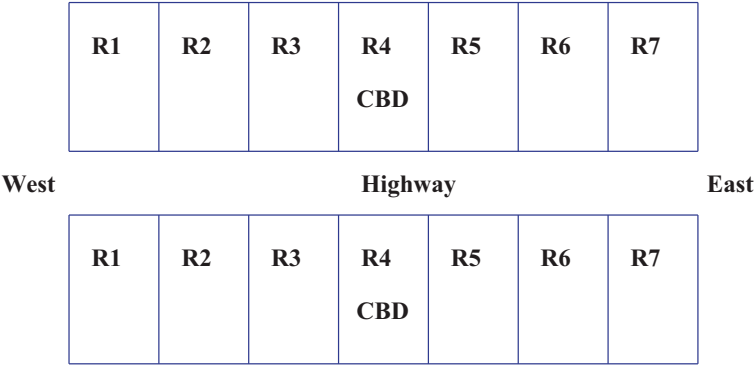 R1 R2 R3 R4 R5 R6 R7
CBD
West Highway East
R1 R2 R3 R4 R5 R6 R7
CBD